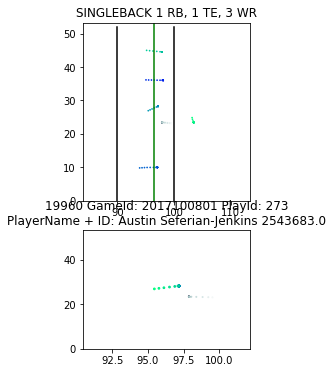 SINGLEBACK 1 RB, 1 TE, 3 WR
50
40
30
20
10
0
90 100 110
19960 GameId: 2017100801 PlayId: 273
PlayerName + ID: Austin Seferian-Jenkins 2543683.0
40
20
0
92.5 95.0 97.5 100.0